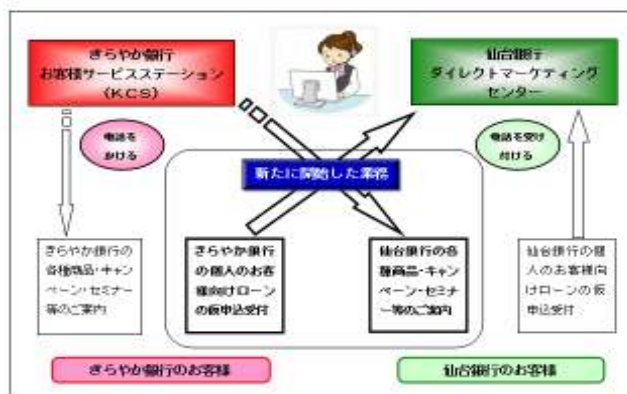 きらやか銀行
お客様サービスステーション
(KCS)
仙台銀行
ダイレクトマーケティング
センター
電話を
かける
電話を受け
付ける
新たに開始した業務
きらやか銀行の
各種商品・キャン
ペーン・セミナー
等のご案内
きらやか銀行
の個人のお客
様向けローン
の仮申込受付
仙台銀行の各
種商品・キャン
ペーン・セミナ
ー等のご案内
仙台銀行の個
人のお客様向
けローンの仮
申込受付
きらやか銀行のお客様
仙台銀行のお客様